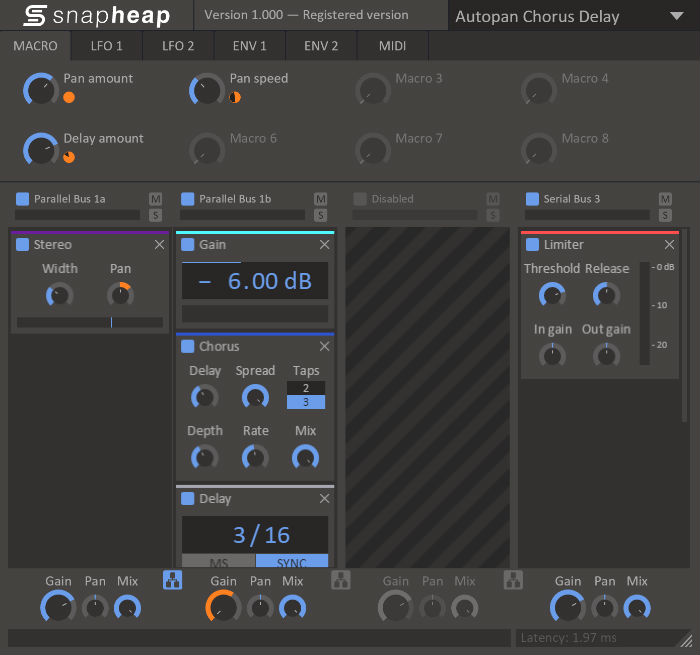 snapheap
Version 1.000 — Registered version
Autopan Chorus Delay
MACRO
LFO 1
LFO 2
ENV 1
ENV 2
MIDI
Pan amount
Pan speed
Macro 3
Macro 4
Delay amount
Macro 6
Macro 7
Macro 8
Parallel Bus 1a
M
S
Parallel Bus 1b
M
S
Disabled
M
S
Serial Bus 3
M
S
Stereo
Width
Pan
Gain
– 6.00 dB
Chorus
Delay
Spread
Taps
2
3
Depth
Rate
Mix
Delay
3 / 16
MS
SYNC
Limiter
Threshold
Release
In gain
Out gain
- 0 dB
- 10
- 20
Gain
Pan
Mix
Gain
Pan
Mix
Gain
Pan
Mix
Gain
Pan
Mix
Latency: 1.97 ms